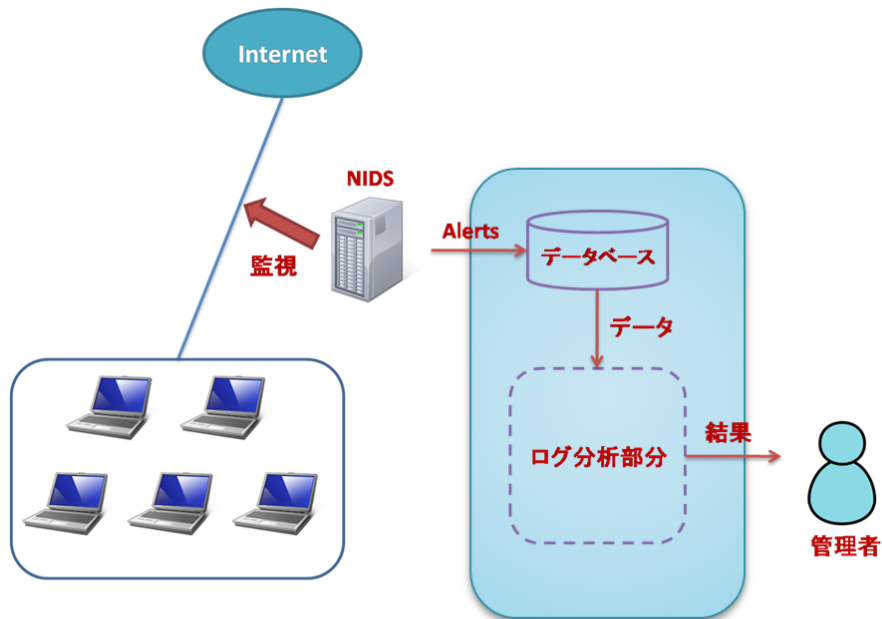 Internet
NIDS
監視
Alerts
データベース
データ
ログ分析部分
結果
管理者